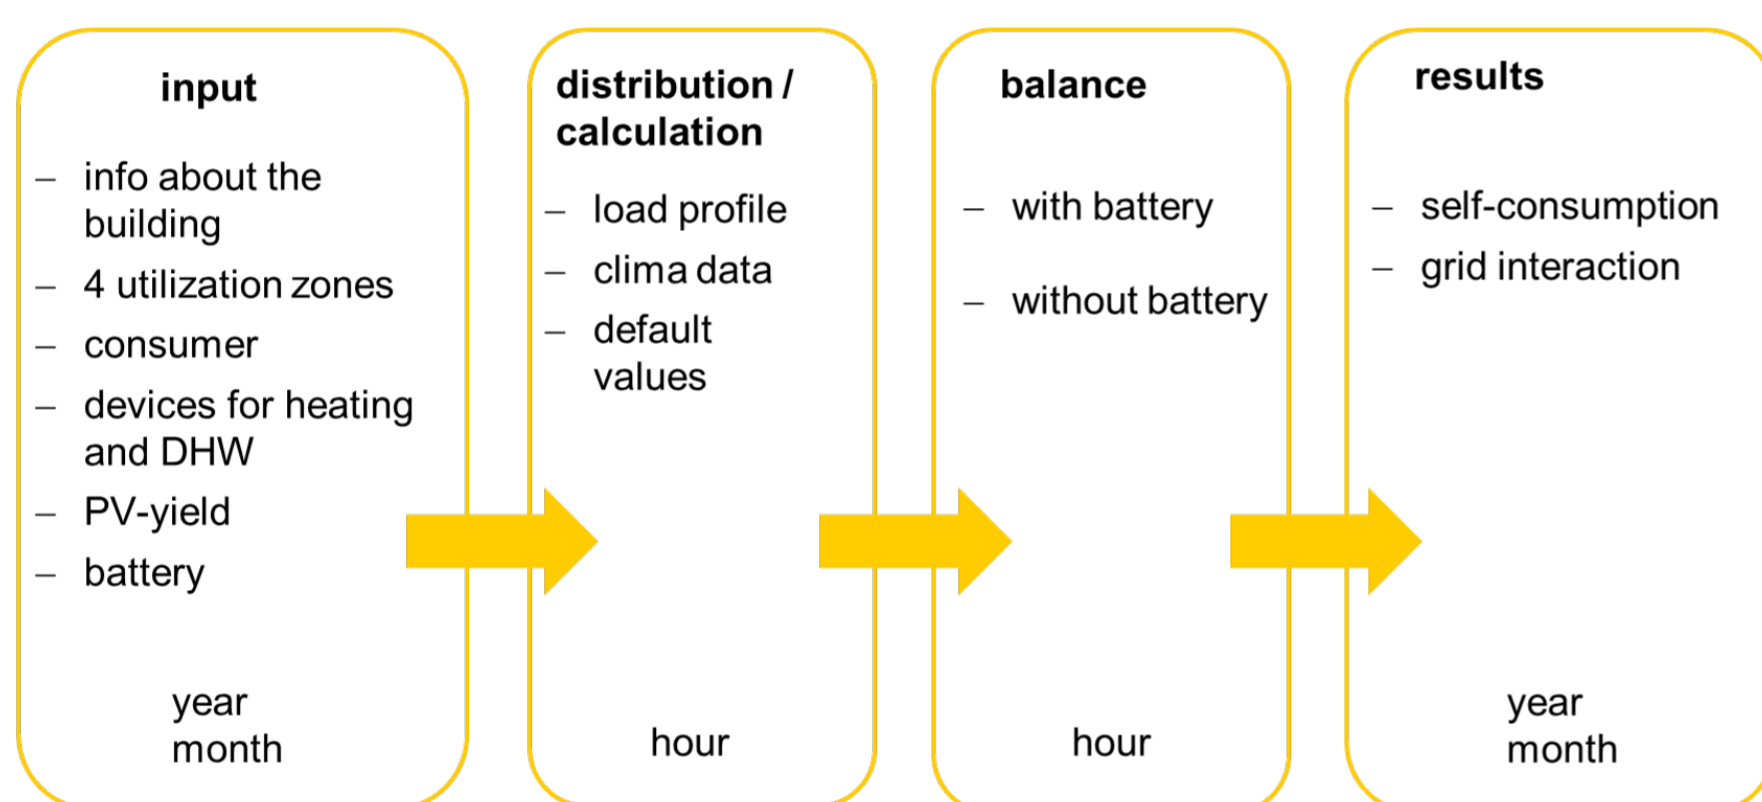 input
– info about the
building
– 4 utilization zones
– consumer
– devices for heating
and DHW
– PV-yield
– battery
year
month
distribution /
calculation
– load profile
– clima data
– default
values
hour
balance
– with battery
– without battery
hour
results
– self-consumption
– grid interaction
year
month